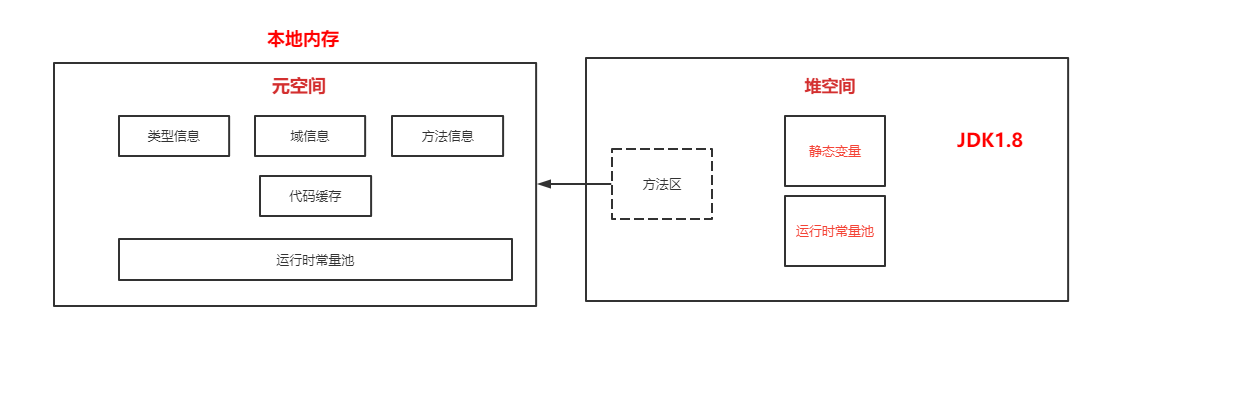 本地内存
元空间
类型信息
域信息
方法信息
代码缓存
运行时常量池
堆空间
方法区
静态变量
运行时常量池
JDK1.8